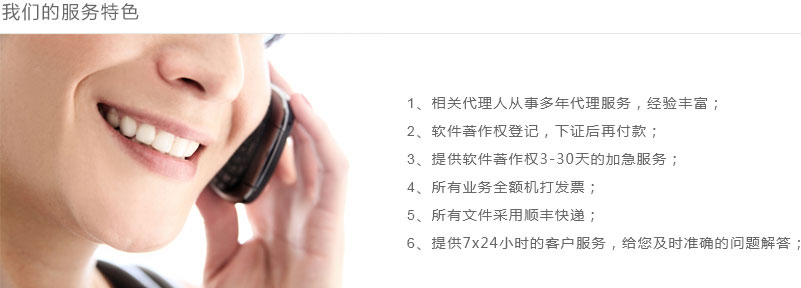 我们的服务特色
1、相关代理人从事多年代理服务，经验丰富；
2、软件著作权登记，下证后再付款；
3、提供软件著作权3-30天的加急服务；
4、所有业务全额机打发票；
5、所有文件采用顺丰快递；
6、提供7x24小时的客户服务，给您及时准确的问题解答；